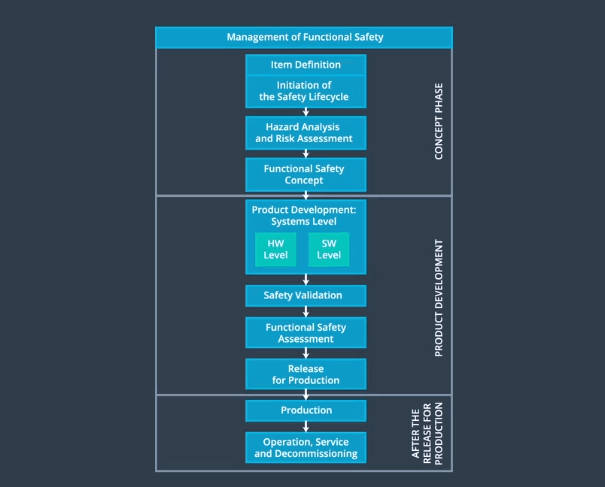 Management of Functional Safety
Item Definition
Initiation of
the Safety Lifecycle
Hazard Analysis
and Risk Assessment
Functional Safety
Concept
CONCEPT PHASE
Product Development:
Systems Level
HW
Level
SW
Level
Safety Validation
Functional Safety
Assessment
Release
for Production
PRODUCT DEVELOPMENT
Production
Operation, Service
and Decommissioning
AFTER THE
RELEASE FOR
PRODUCTION